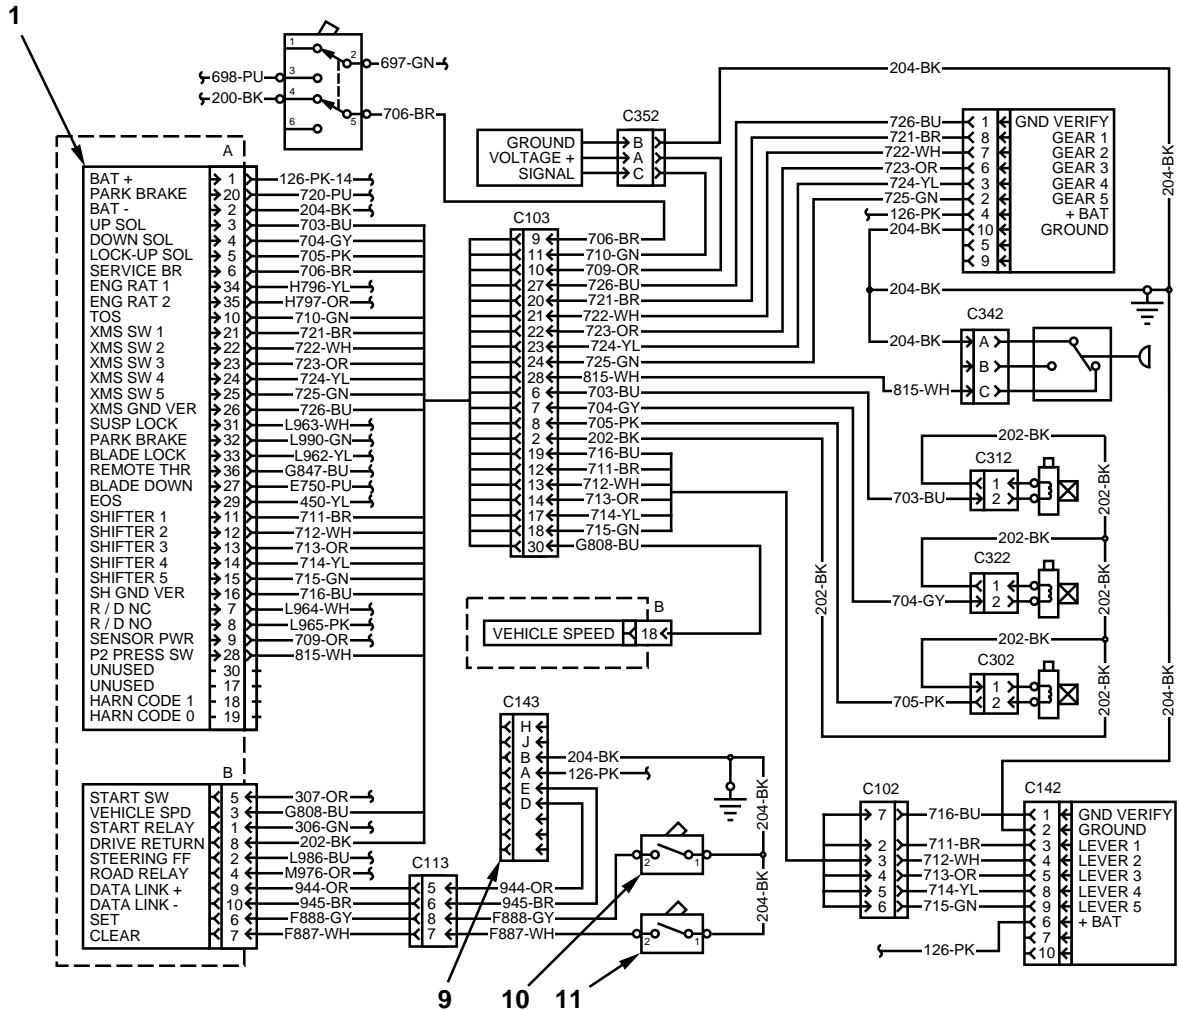 1
1
2
698-PU
3
697-GN
200-BK
4
5
706-BR
6
204-BK
C352
GROUND B
VOLTAGE + A
SIGNAL C
726-BU 1 GND VERIFY
721-BR 8 GEAR 1
722-WH 7 GEAR 2
723-OR 6 GEAR 3
724-YL 3 GEAR 4
725-GN 2 GEAR 5
126-PK 4 + BAT
204-BK 10 GROUND
5
9
204-BK
204-BK
C342
204-BK A
B
815-WH C
A
BAT + 1 126-PK-14
PARK BRAKE 20 720-PU
BAT - 2 204-BK
UP SOL 3 703-BU
DOWN SOL 4 704-GY
LOCK-UP SOL 5 705-PK
SERVICE BR 6 706-BR
ENG RAT 1 34 H796-YL
ENG RAT 2 35 H797-OR
TOS 10 710-GN
XMS SW 1 21 721-BR
XMS SW 2 22 722-WH
XMS SW 3 23 723-OR
XMS SW 4 24 724-YL
XMS SW 5 25 725-GN
XMS GND VER 26 726-BU
SUSP LOCK 31 L963-WH
PARK BRAKE 32 L990-GN
BLADE LOCK 33 L962-YL
REMOTE THR 36 G847-BU
BLADE DOWN 27 E750-PU
EOS 29 450-YL
SHIFTER 1 11 711-BR
SHIFTER 2 12 712-WH
SHIFTER 3 13 713-OR
SHIFTER 4 14 714-YL
SHIFTER 5 15 715-GN
SH GND VER 16 716-BU
R / D NC 7 L964-WH
R / D NO 8 L965-PK
SENSOR PWR 9 709-OR
P2 PRESS SW 28 815-WH
UNUSED 30
UNUSED 17
HARN CODE 1 18
HARN CODE 0 19
C103
9 706-BR
11 710-GN
10 709-OR
27 726-BU
20 721-BR
21 722-WH
22 723-OR
23 724-YL
24 725-GN
28 815-WH
6 703-BU
7 704-GY
8 705-PK
2 202-BK
19 716-BU
12 711-BR
13 712-WH
14 713-OR
17 714-YL
18 715-GN
30 G808-BU
202-BK
C312
1
703-BU 2
202-BK
202-BK
C322
1
704-GY 2
202-BK
202-BK
C302
1
705-PK 2
202-BK
202-BK
204-BK
B
VEHICLE SPEED 18
C143
H
J
B 204-BK
A 126-PK
E
D
204-BK
204-BK
B
START SW 5 307-OR
VEHICLE SPD 3 G808-BU
START RELAY 1 306-GN
DRIVE RETURN 8 202-BK
STEERING FF 2 L986-BU
ROAD RELAY 4 M976-OR
DATA LINK + 9 944-OR
DATA LINK - 10 945-BR
SET 6 F888-GY
CLEAR 7 F887-WH
C113
5 944-OR
6 945-BR
8 F888-GY
7 F887-WH
2 1
2 1
C102
7 716-BU
2 711-BR
3 712-WH
4 713-OR
5 714-YL
6 715-GN
126-PK
C142
1 GND VERIFY
2 GROUND
3 LEVER 1
4 LEVER 2
5 LEVER 3
8 LEVER 4
9 LEVER 5
6 + BAT
7
10
9
10
11